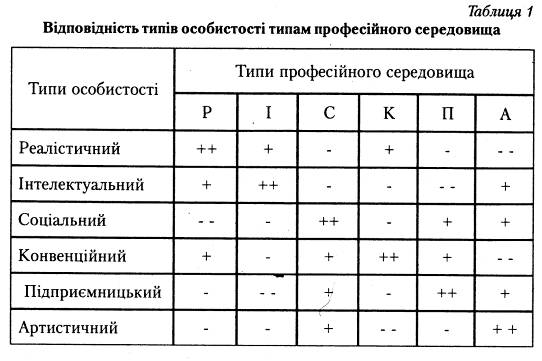 Таблиця 1
Відповідність типів особистості типам професійного середовища
Типи особистості
Типи професійного середовища
Р І С К П А
Реалістичний ++ + - + - - -
Інтелектуальний + ++ - - - - +
Соціальний - - - ++ - + +
Конвенційний + - + ++ + - -
Підприємницький - - - + - ++ +
Артистичний - - + - - - + +